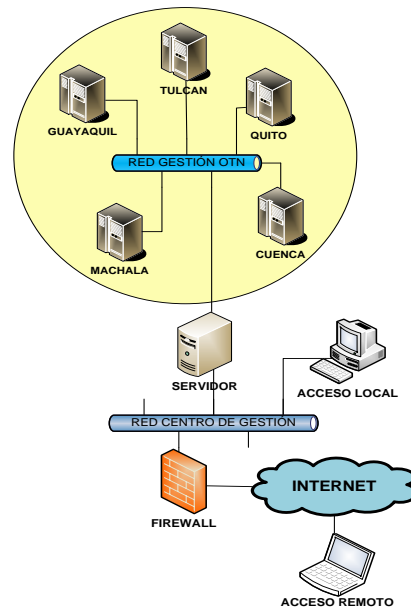 TULCAN
GUAYAQUIL
QUITO
RED GESTIÓN OTN
MACHALA
CUENCA
SERVIDOR
ACCESO LOCAL
RED CENTRO DE GESTIÓN
INTERNET
FIREWALL
ACCESO REMOTO